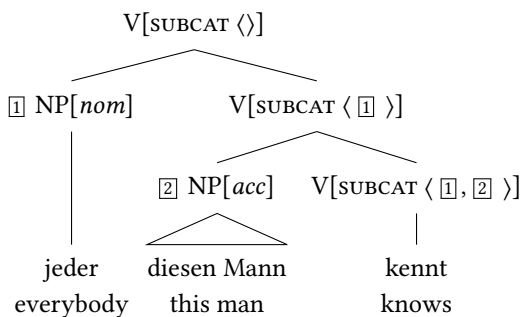 V[SUBCAT ⟨⟩]
1 NP[nom] V[SUBCAT ⟨ 1 ⟩]
2 NP[acc] V[SUBCAT ⟨ 1 , 2 ⟩]
jeder diesen Mann kennt
everybody this man knows